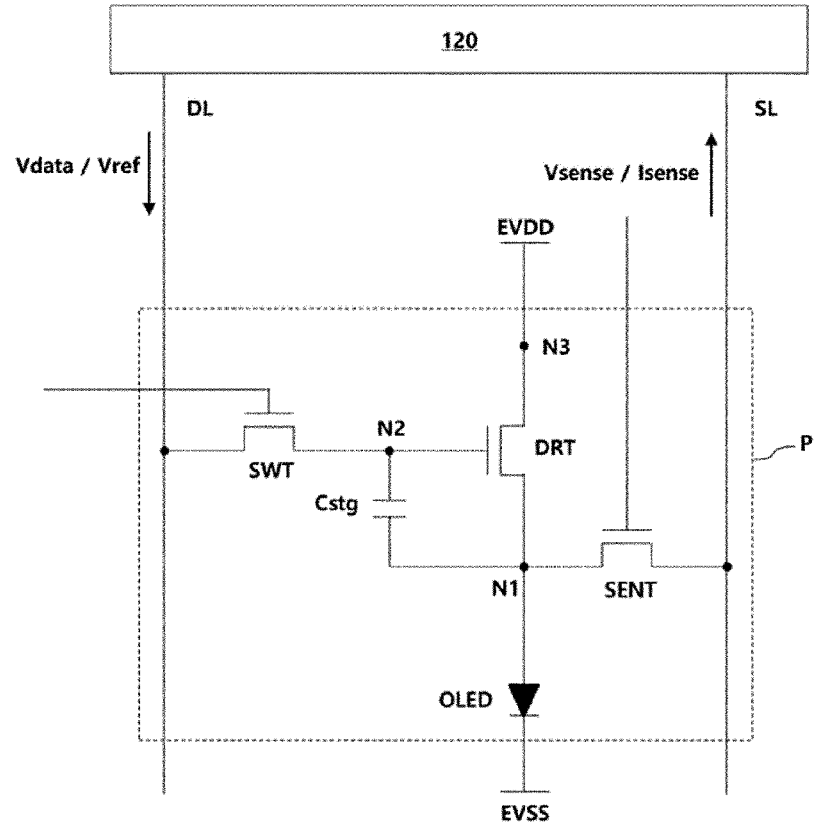 120
DL
SL
Vdata / Vref
Vsense / Isense
EVDD
N3
N2
DRT
P
SWT
Cstg
N1
SENT
OLED
EVSS